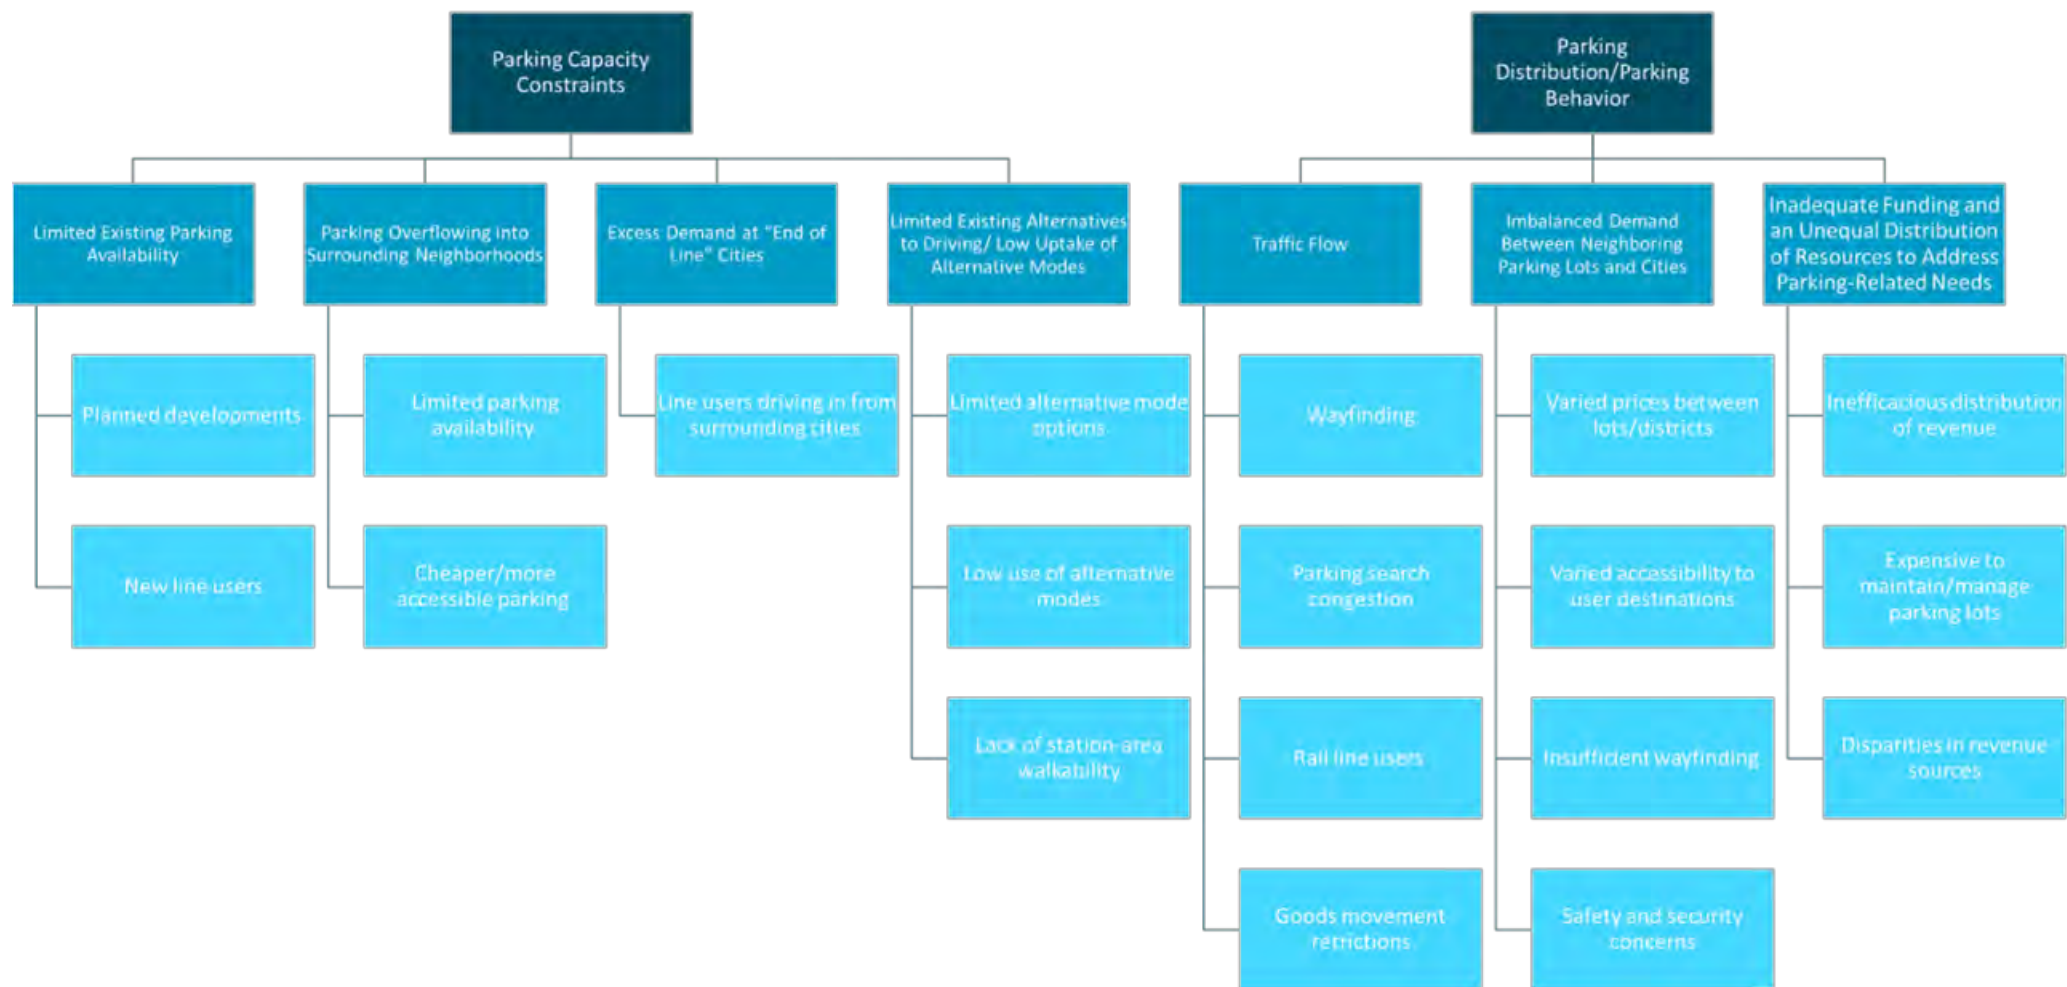 Parking Capacity
Constraints
Parking
Distribution/Parking
Behavior
Limited Existing Parking
Availability
Parking Overflowing into
Surrounding Neighborhoods
Excess Demand at "End of
Line" Cities
Limited Existing Alternatives
to Driving/ Low Uptake of
Alternative Modes
Traffic Flow
Imbalanced Demand
Between Neighboring
Parking Lots and Cities
Inadequate Funding and
an Unequal Distribution
of Resources to Address
Parking-Related Needs
Planned developments
Limited parking
availability
Line users driving in from
surrounding cities
Limited alternative mode
options
Wayfinding
Varied prices between
lots/districts
Inefficacious distribution
of revenue
New line users
Cheaper/more
accessible parking
Low use of alternative
modes
Parking search
congestion
Varied accessibility to
user destinations
Expensive to
maintain/manage
parking lots
Lack of station-area
walkability
Rail line users
Insufficient wayfinding
Disparities in revenue
sources
Goods movement
retrictions
Safety and security
concerns